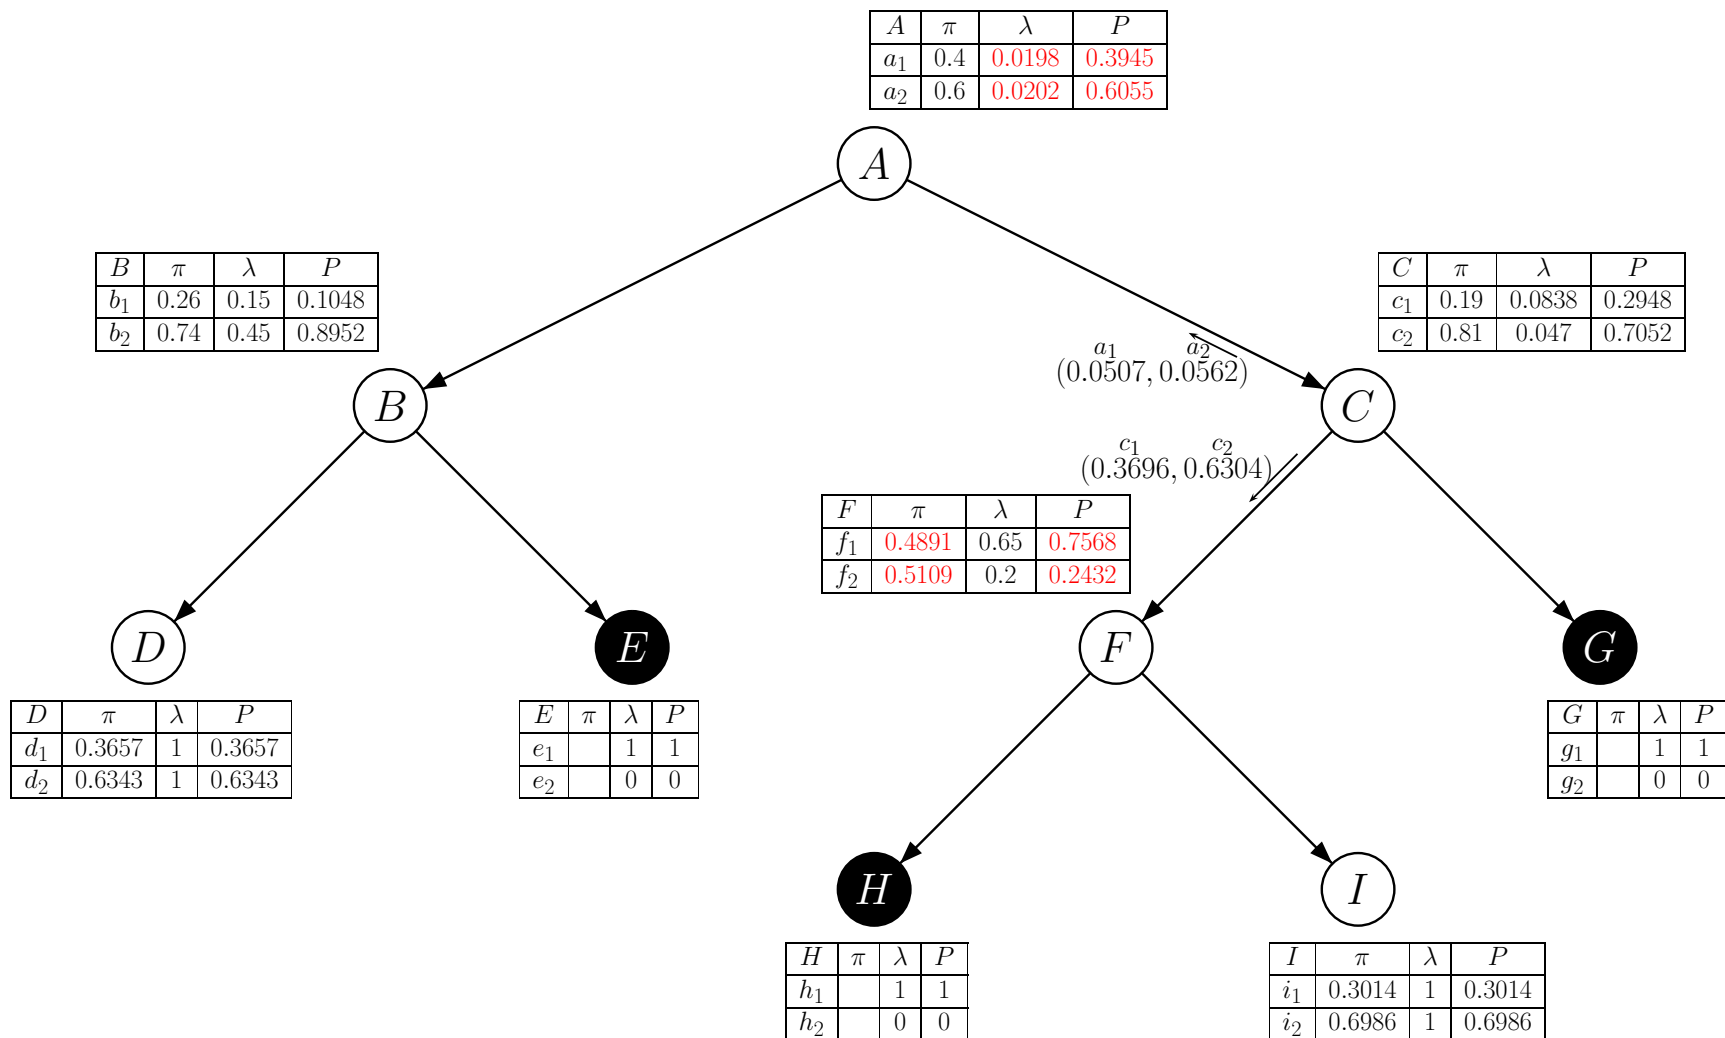 A π λ P
a₁ 0.4 0.0198 0.3945
a₂ 0.6 0.0202 0.6055
A
B π λ P
b₁ 0.26 0.15 0.1048
b₂ 0.74 0.45 0.8952
C π λ P
c₁ 0.19 0.0838 0.2948
c₂ 0.81 0.047 0.7052
a₁ a₂
(0.0507, 0.0562)
B
C
c₁ c₂
(0.3696, 0.6304)
F π λ P
f₁ 0.4891 0.65 0.7568
f₂ 0.5109 0.2 0.2432
D
E
F
G
D π λ P
d₁ 0.3657 1 0.3657
d₂ 0.6343 1 0.6343
E π λ P
e₁ 1 1
e₂ 0 0
G π λ P
g₁ 1 1
g₂ 0 0
H
I
H π λ P
h₁ 1 1
h₂ 0 0
I π λ P
i₁ 0.3014 1 0.3014
i₂ 0.6986 1 0.6986